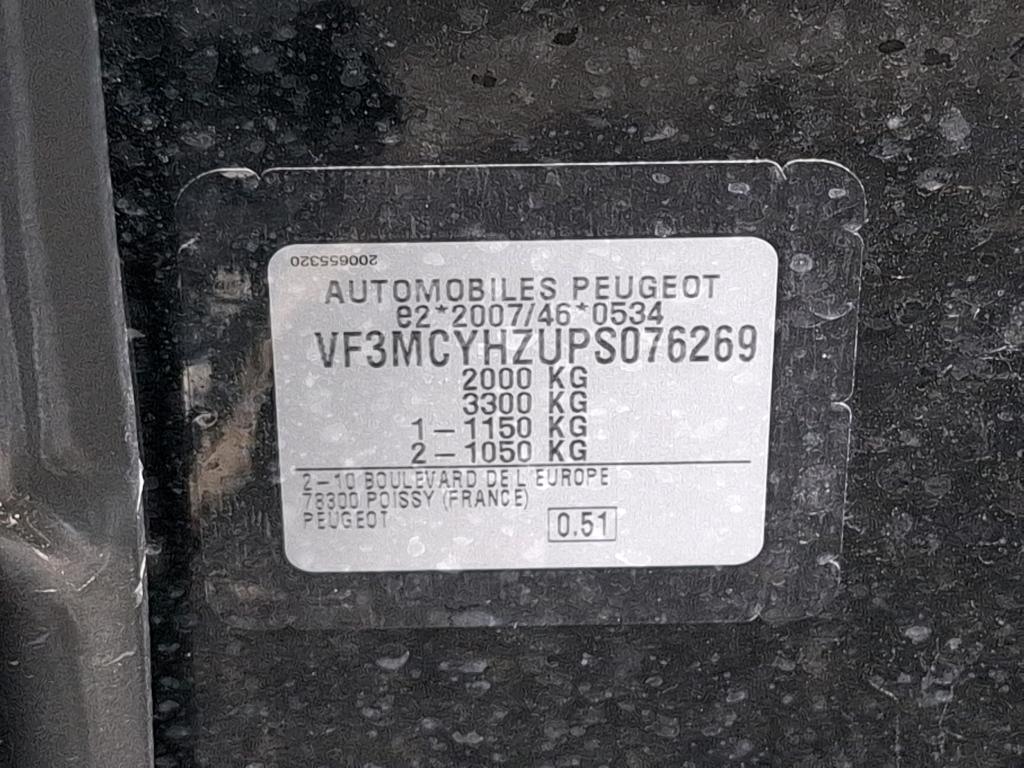 200655320
AUTOMOBILES PEUGEOT
e2*2007/46*0534
VF3MCYHZUPS076269
2000 KG
3300 KG
1-1150 KG
2-1050 KG
2-10 BOULEVARD DE L'EUROPE
78300 POISSY (FRANCE)
PEUGEOT
0.51